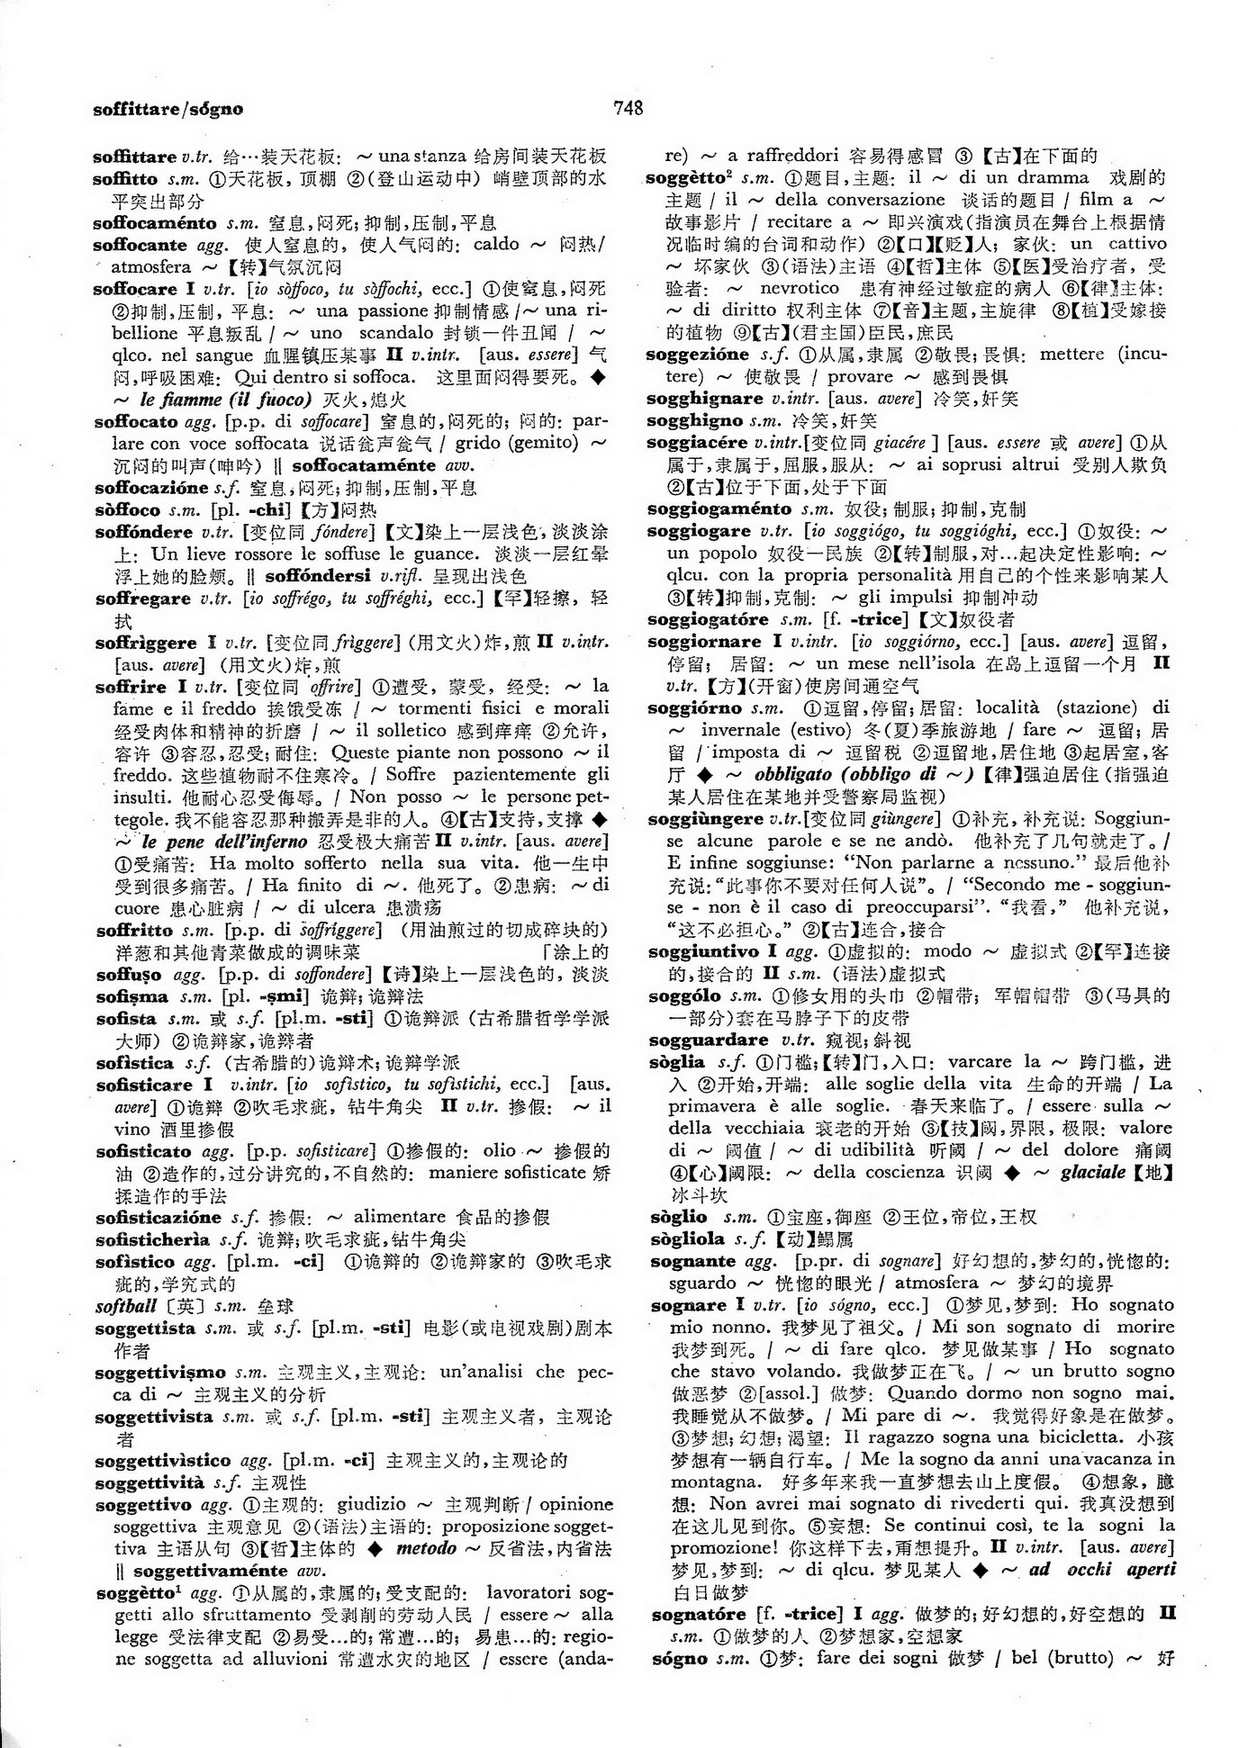 soffittare/sógno
748
soffittare v.tr. 给…装天花板: ～ una stanza 给房间装天花板
soffitto s.m. ①天花板, 顶棚 ②(登山运动中) 峭壁顶部的水
平突出部分
soffocaménto s.m. 窒息,闷死;抑制,压制,平息
soffocante agg. 使人窒息的, 使人气闷的: caldo ～ 闷热/
atmosfera ～【转】气氛沉闷
soffocare I v.tr. [io sòffoco, tu sòffochi, ecc.] ①使窒息,闷死
②抑制,压制, 平息: ～ una passione 抑制情感 /～ una ri-
bellione 平息叛乱 / ～ uno scandalo 封锁一件丑闻 / ～
qlco. nel sangue 血腥镇压某事 II v.intr. [aus. essere] 气
闷,呼吸困难: Qui dentro si soffoca. 这里面闷得要死。◆
～ le fiamme (il fuoco) 灭火,熄火
soffocato agg. [p.p. di soffocare] 窒息的,闷死的; 闷的: par-
lare con voce soffocata 说话瓮声瓮气 / grido (gemito) ～
沉闷的叫声(呻吟) ‖ soffocataménte avv.
soffocazióne s.f. 窒息,闷死;抑制,压制,平息
sòffoco s.m. [pl. -chi]【方】闷热
soffóndere v.tr. [变位同 fóndere]【文】染上一层浅色,淡淡涂
上: Un lieve rossore le soffuse le guance. 淡淡一层红晕
浮上她的脸颊。‖ soffóndersi v.rifl. 呈现出浅色
soffregare v.tr. [io soffrégo, tu soffréghi, ecc.]【罕】轻擦, 轻
拭
soffrìggere I v.tr. [变位同 frìggere] (用文火)炸,煎 II v.intr.
[aus. avere] (用文火)炸,煎
soffrire I v.tr. [变位同 offrire] ①遭受, 蒙受, 经受: ～ la
fame e il freddo 挨饿受冻 / ～ tormenti fisici e morali
经受肉体和精神的折磨 / ～ il solletico 感到痒痒 ②允许,
容许 ③容忍,忍受;耐住: Queste piante non possono ～ il
freddo. 这些植物耐不住寒冷。/ Soffre pazientemente gli
insulti. 他耐心忍受侮辱。/ Non posso ～ le persone pet-
tegole. 我不能容忍那种搬弄是非的人。④【古】支持,支撑 ◆
～ le pene dell'inferno 忍受极大痛苦 II v.intr. [aus. avere]
①受痛苦: Ha molto sofferto nella sua vita. 他一生中
受到很多痛苦。/ Ha finito di ～. 他死了。②患病: ～ di
cuore 患心脏病 / ～ di ulcera 患溃疡
soffritto s.m. [p.p. di soffriggere] (用油煎过的切成碎块的)
洋葱和其他青菜做成的调味菜 「涂上的
soffuṣo agg. [p.p. di soffondere]【诗】染上一层浅色的, 淡淡
sofiṣma s.m. [pl. -ṣmi] 诡辩;诡辩法
sofista s.m. 或 s.f. [pl.m. -sti] ①诡辩派 (古希腊哲学学派
大师) ②诡辩家,诡辩者
sofìstica s.f. (古希腊的)诡辩术;诡辩学派
sofisticare I v.intr. [io sofìstico, tu sofìstichi, ecc.] [aus.
avere] ①诡辩 ②吹毛求疵, 钻牛角尖 II v.tr. 掺假: ～ il
vino 酒里掺假
sofisticato agg. [p.p. sofisticare] ①掺假的: olio ～ 掺假的
油 ②造作的,过分讲究的,不自然的: maniere sofisticate 矫
揉造作的手法
sofisticazióne s.f. 掺假: ～ alimentare 食品的掺假
sofisticherìa s.f. 诡辩;吹毛求疵,钻牛角尖
sofìstico agg. [pl.m. -ci] ①诡辩的 ②诡辩家的 ③吹毛求
疵的,学究式的
softball〔英〕s.m. 垒球
soggettista s.m. 或 s.f. [pl.m. -sti] 电影(或电视戏剧)剧本
作者
soggettiviṣmo s.m. 主观主义,主观论: un'analisi che pec-
ca di ～ 主观主义的分析
soggettivista s.m. 或 s.f. [pl.m. -sti] 主观主义者, 主观论
者
soggettivìstico agg. [pl.m. -ci] 主观主义的,主观论的
soggettività s.f. 主观性
soggettivo agg. ①主观的: giudizio ～ 主观判断 / opinione
soggettiva 主观意见 ②(语法)主语的: proposizione sogget-
tiva 主语从句 ③【哲】主体的 ◆ metodo ～ 反省法,内省法
‖ soggettivaménte avv.
soggètto¹ agg. ①从属的,隶属的;受支配的: lavoratori sog-
getti allo sfruttamento 受剥削的劳动人民 / essere ～ alla
legge 受法律支配 ②易受…的;常遭…的; 易患…的: regio-
ne soggetta ad alluvioni 常遭水灾的地区 / essere (anda-
re) ～ a raffreddori 容易得感冒 ③【古】在下面的
soggètto² s.m. ①题目,主题: il ～ di un dramma 戏剧的
主题 / il ～ della conversazione 谈话的题目 / film a ～
故事影片 / recitare a ～ 即兴演戏(指演员在舞台上根据情
况临时编的台词和动作) ②【口】【贬】人; 家伙: un cattivo
～ 坏家伙 ③(语法)主语 ④【哲】主体 ⑤【医】受治疗者, 受
验者: ～ nevrotico 患有神经过敏症的病人 ⑥【律】主体:
～ di diritto 权利主体 ⑦【音】主题,主旋律 ⑧【植】受嫁接
的植物 ⑨【古】(君主国)臣民,庶民
soggezióne s.f. ①从属,隶属 ②敬畏;畏惧: mettere (incu-
tere) ～ 使敬畏 / provare ～ 感到畏惧
sogghignare v.intr. [aus. avere] 冷笑,奸笑
sogghigno s.m. 冷笑,奸笑
soggiacére v.intr.[变位同 giacére ] [aus. essere 或 avere] ①从
属于,隶属于,屈服,服从: ～ ai soprusi altrui 受别人欺负
②【古】位于下面,处于下面
soggiogaménto s.m. 奴役;制服;抑制,克制
soggiogare v.tr. [io soggiógo, tu soggióghi, ecc.] ①奴役: ～
un popolo 奴役一民族 ②【转】制服,对…起决定性影响: ～
qlcu. con la propria personalità 用自己的个性来影响某人
③【转】抑制,克制: ～ gli impulsi 抑制冲动
soggiogatóre s.m. [f. -trice]【文】奴役者
soggiornare I v.intr. [io soggiórno, ecc.] [aus. avere] 逗留,
停留; 居留: ～ un mese nell'isola 在岛上逗留一个月 II
v.tr.【方】(开窗)使房间通空气
soggiórno s.m. ①逗留,停留;居留: località (stazione) di
～ invernale (estivo) 冬(夏)季旅游地 / fare ～ 逗留;居
留 / imposta di ～ 逗留税 ②逗留地,居住地 ③起居室,客
厅 ◆ ～ obbligato (obbligo di ～)【律】强迫居住(指强迫
某人居住在某地并受警察局监视)
soggiùngere v.tr.[变位同 giùngere] ①补充, 补充说: Soggiun-
se alcune parole e se ne andò. 他补充了几句就走了。/
E infine soggiunse: “Non parlarne a nessuno.” 最后他补
充说:“此事你不要对任何人说”。/ “Secondo me - soggiun-
se - non è il caso di preoccuparsi”. “我看,” 他补充说,
“这不必担心。” ②【古】连合,接合
soggiuntivo I agg. ①虚拟的: modo ～ 虚拟式 ②【罕】连接
的,接合的 II s.m. (语法)虚拟式
soggólo s.m. ①修女用的头巾 ②帽带; 军帽帽带 ③(马具的
一部分)套在马脖子下的皮带
sogguardare v.tr. 窥视;斜视
sòglia s.f. ①门槛;【转】门,入口: varcare la ～ 跨门槛, 进
入 ②开始,开端: alle soglie della vita 生命的开端 / La
primavera è alle soglie. 春天来临了。/ essere sulla ～
della vecchiaia 衰老的开始 ③【技】阈,界限, 极限: valore
di ～ 阈值 / ～ di udibilità 听阈 / ～ del dolore 痛阈
④【心】阈限: ～ della coscienza 识阈 ◆ ～ glaciale【地】
冰斗坎
sòglio s.m. ①宝座,御座 ②王位,帝位,王权
sògliola s.f.【动】鳎属
sognante agg. [p.pr. di sognare] 好幻想的,梦幻的,恍惚的:
sguardo ～ 恍惚的眼光 / atmosfera ～ 梦幻的境界
sognare I v.tr. [io sógno, ecc.] ①梦见,梦到: Ho sognato
mio nonno. 我梦见了祖父。/ Mi son sognato di morire
我梦到死。/ ～ di fare qlco. 梦见做某事 / Ho sognato
che stavo volando. 我做梦正在飞。/ ～ un brutto sogno
做恶梦 ②[assol.] 做梦: Quando dormo non sogno mai.
我睡觉从不做梦。/ Mi pare di ～. 我觉得好象是在做梦。
③梦想;幻想;渴望: Il ragazzo sogna una bicicletta. 小孩
梦想有一辆自行车。/ Me la sogno da anni una vacanza in
montagna. 好多年来我一直梦想去山上度假。 ④想象, 臆
想: Non avrei mai sognato di rivederti qui. 我真没想到
在这儿见到你。⑤妄想: Se continui così, te la sogni la
promozione! 你这样下去,甭想提升。II v.intr. [aus. avere]
梦见,梦到: ～ di qlcu. 梦见某人 ◆ ～ ad occhi aperti
白日做梦
sognatóre [f. -trice] I agg. 做梦的;好幻想的,好空想的 II
s.m. ①做梦的人 ②梦想家,空想家
sógno s.m. ①梦: fare dei sogni 做梦 / bel (brutto) ～ 好